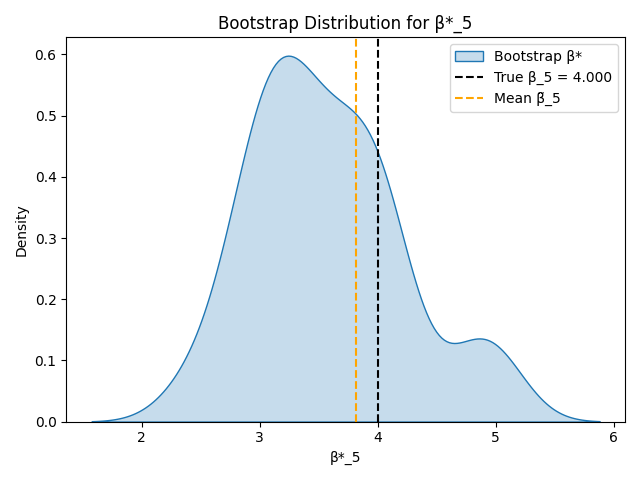 Bootstrap Distribution for β*_5
Bootstrap β*
True β_5 = 4.000
Mean β̂_5
Density
0.6
0.5
0.4
0.3
0.2
0.1
0.0
2
3
4
5
6
β*_5